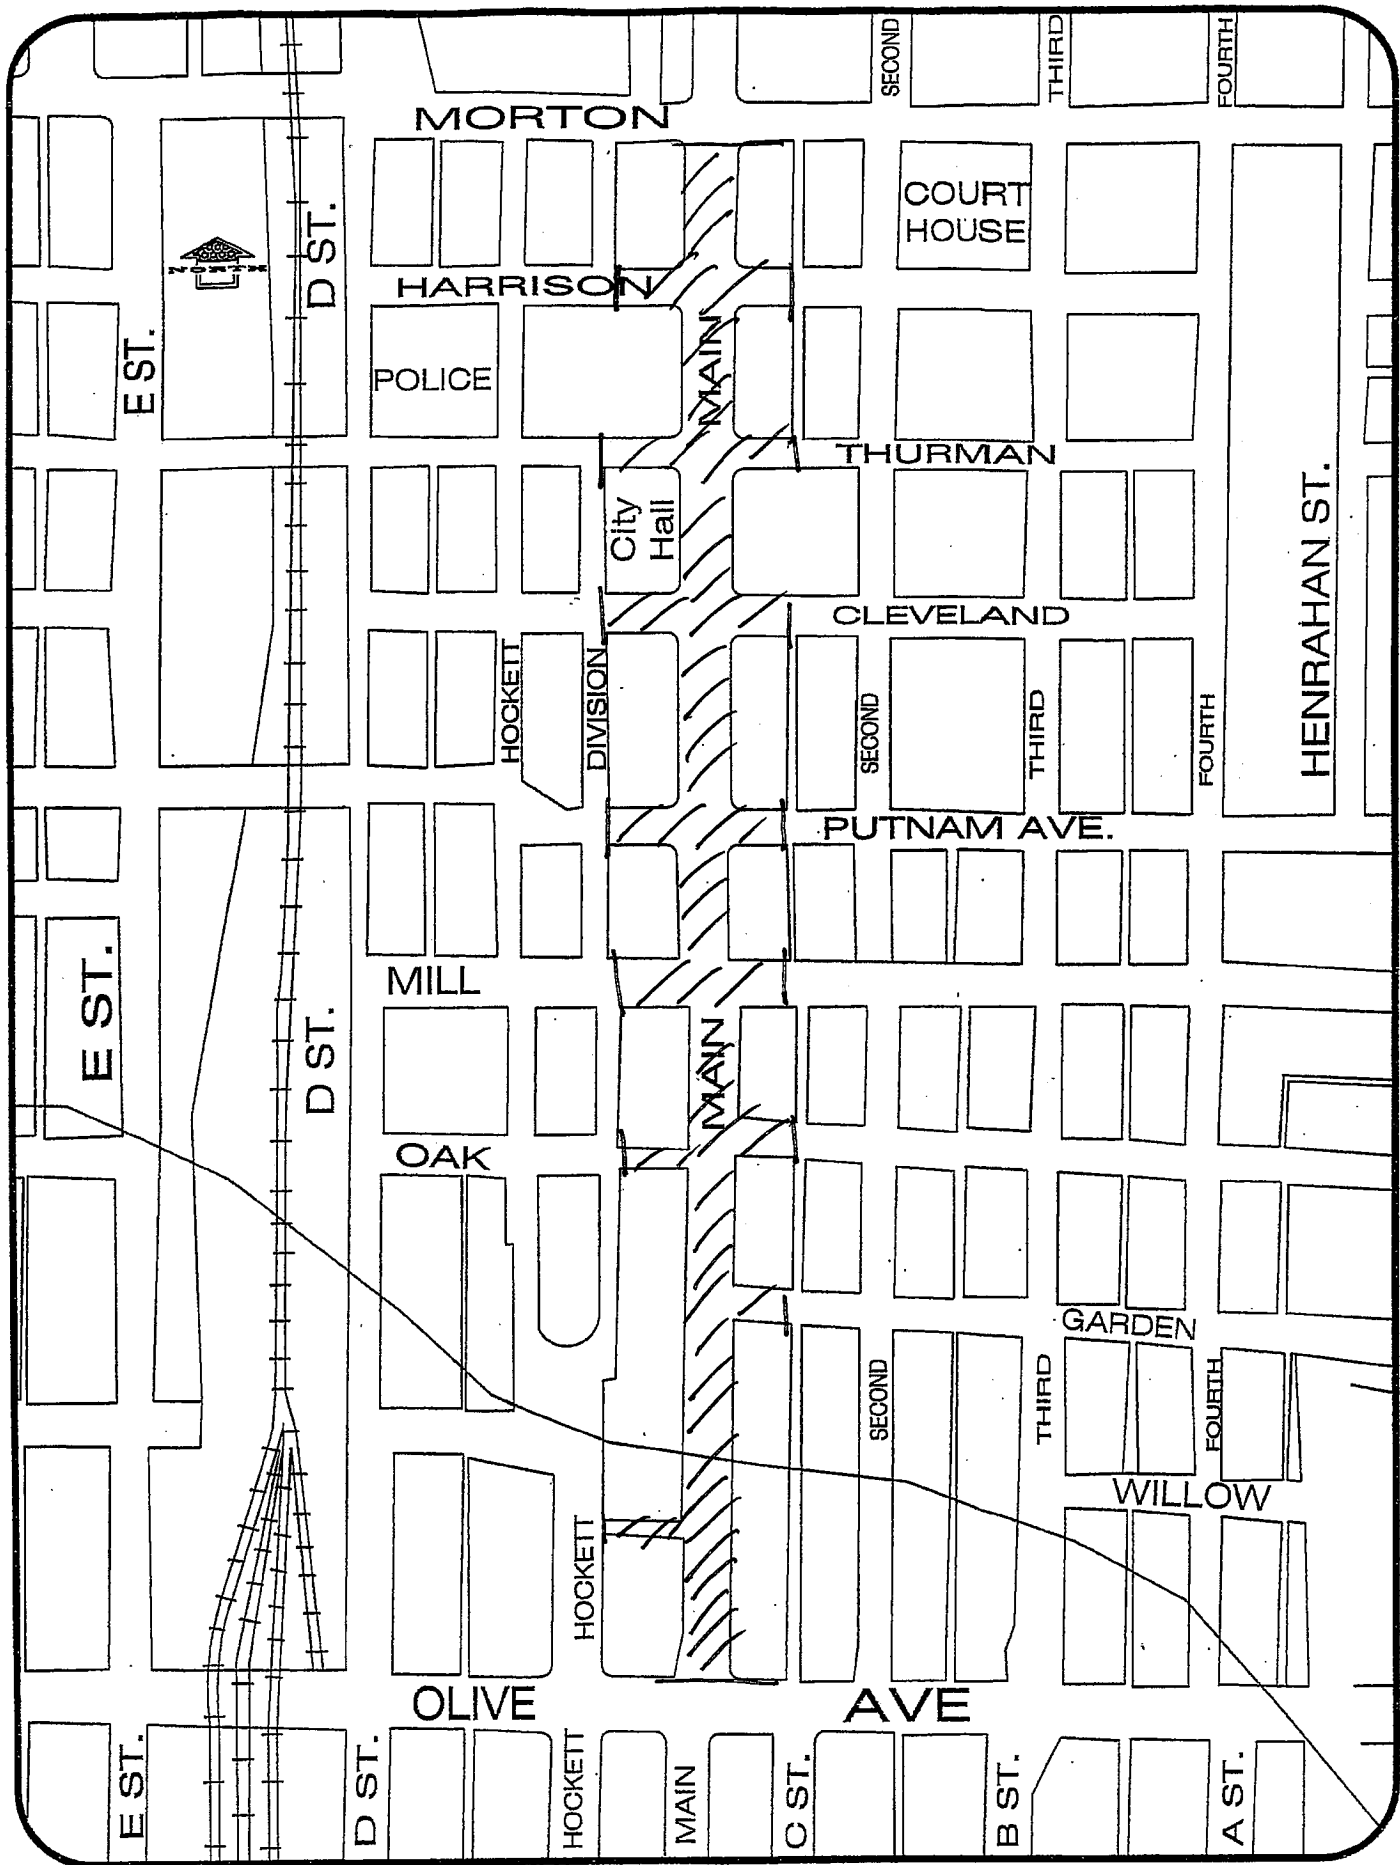 SECOND
THIRD
FOURTH
MORTON
COURT
HOUSE
D ST.
NORTH
HARRISON
E ST.
POLICE
MAIN
THURMAN
City
Hall
HENRAHAN ST.
CLEVELAND
HOCKETT
DIVISION
SECOND
THIRD
FOURTH
PUTNAM AVE.
E ST.
MILL
D ST.
MAIN
OAK
GARDEN
SECOND
THIRD
FOURTH
WILLOW
HOCKETT
OLIVE
AVE
E ST.
D ST.
HOCKETT
MAIN
C ST.
B ST.
A ST.